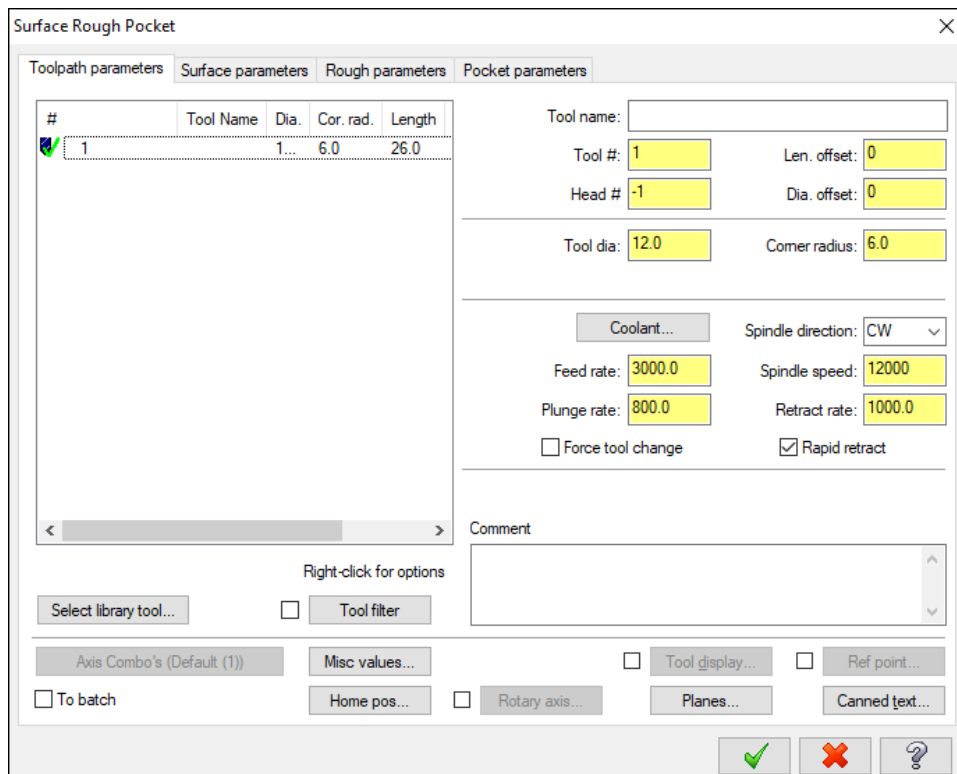 Surface Rough Pocket
Toolpath parameters Surface parameters Rough parameters Pocket parameters
# Tool Name Dia. Cor. rad. Length
1 1... 6.0 26.0
Tool name:
Tool #: 1 Len. offset: 0
Head # -1 Dia. offset: 0
Tool dia: 12.0 Corner radius: 6.0
Coolant... Spindle direction: CW
Feed rate: 3000.0 Spindle speed: 12000
Plunge rate: 800.0 Retract rate: 1000.0
Force tool change Rapid retract
Comment
Right-click for options
Select library tool... Tool filter
Axis Combo's (Default (1)) Misc values... Tool display... Ref point...
To batch Home pos... Rotary axis... Planes... Canned text...